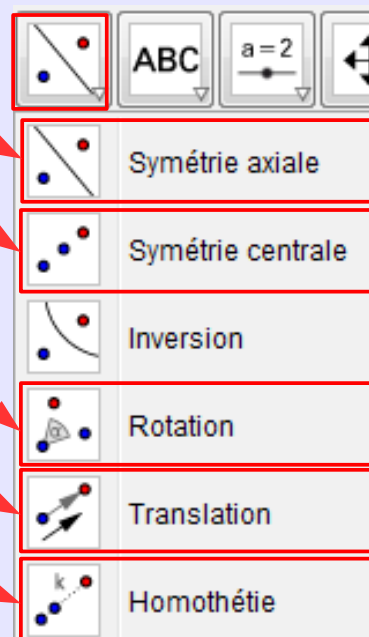 ABC a = 2
Symétrie axiale
Symétrie centrale
Inversion
α Rotation
Translation
k Homothétie